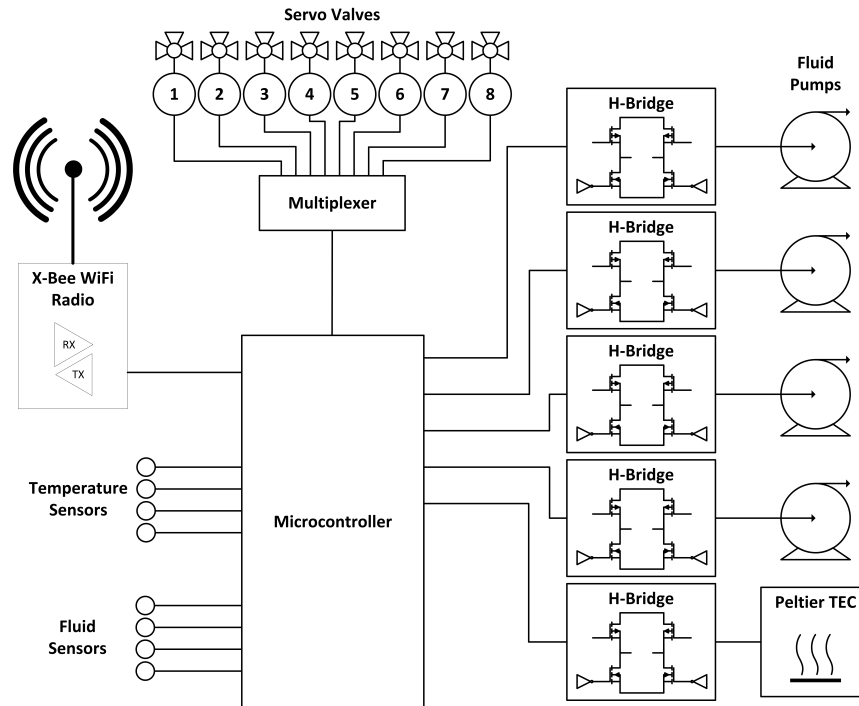 Servo Valves
1 2 3 4 5 6 7 8
Multiplexer
X-Bee WiFi
Radio
RX
TX
Temperature
Sensors
Fluid
Sensors
Microcontroller
H-Bridge
H-Bridge
H-Bridge
H-Bridge
H-Bridge
Fluid
Pumps
Peltier TEC